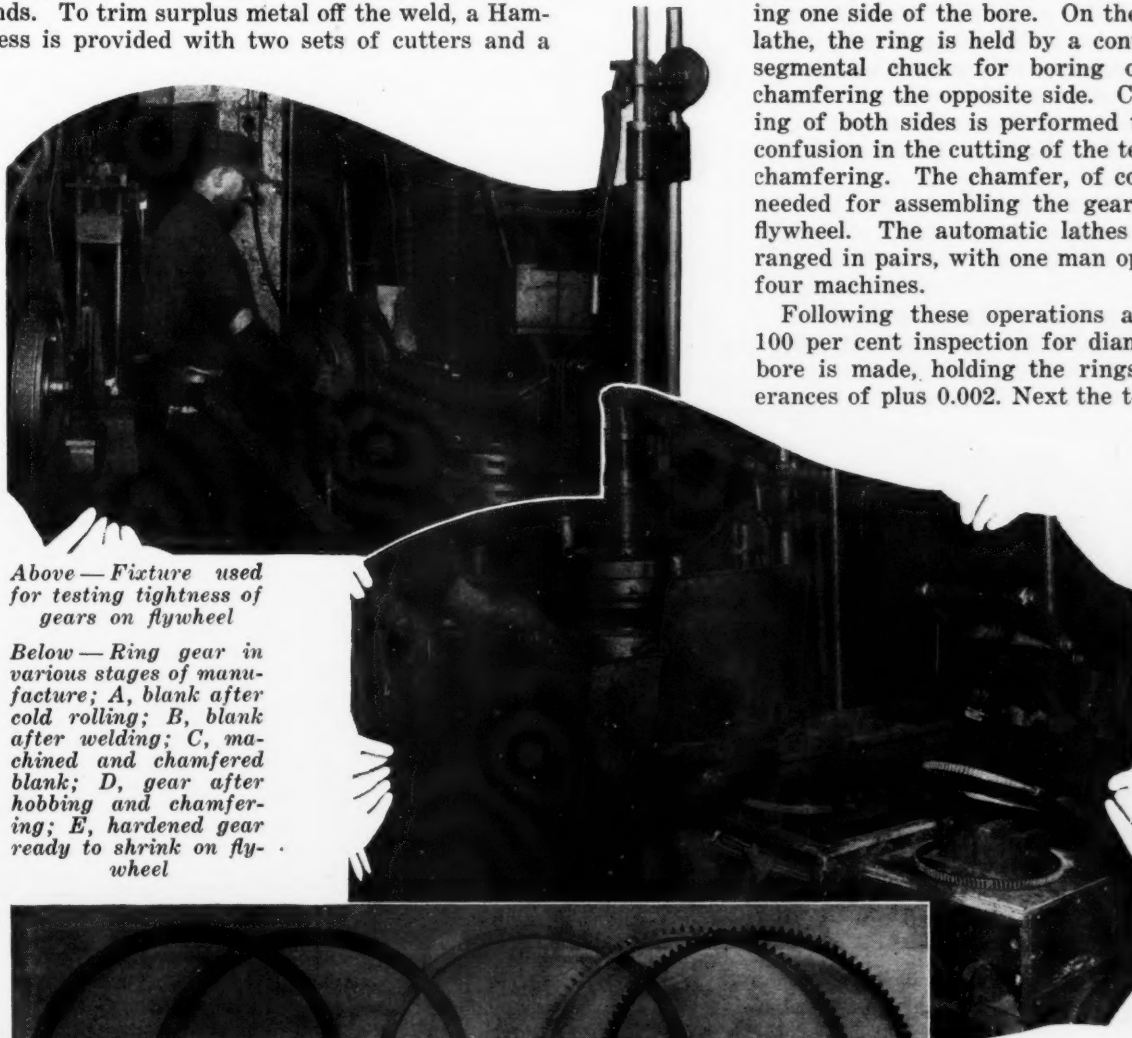 nds. To trim surplus metal off the weld, a Ham-
ess is provided with two sets of cutters and a
Above — Fixture used
for testing tightness of
gears on flywheel
Below — Ring gear in
various stages of manu-
facture; A, blank after
cold rolling; B, blank
after welding; C, ma-
chined and chamfered
blank; D, gear after
hobbing and chamfer-
ing; E, hardened gear
ready to shrink on fly-
wheel
ing one side of the bore. On the
lathe, the ring is held by a con
segmental chuck for boring o
chamfering the opposite side. C
ing of both sides is performed t
confusion in the cutting of the te
chamfering. The chamfer, of co
needed for assembling the gear
flywheel. The automatic lathes
ranged in pairs, with one man op
four machines.
Following these operations a
100 per cent inspection for dian
bore is made, holding the rings
erances of plus 0.002. Next the t